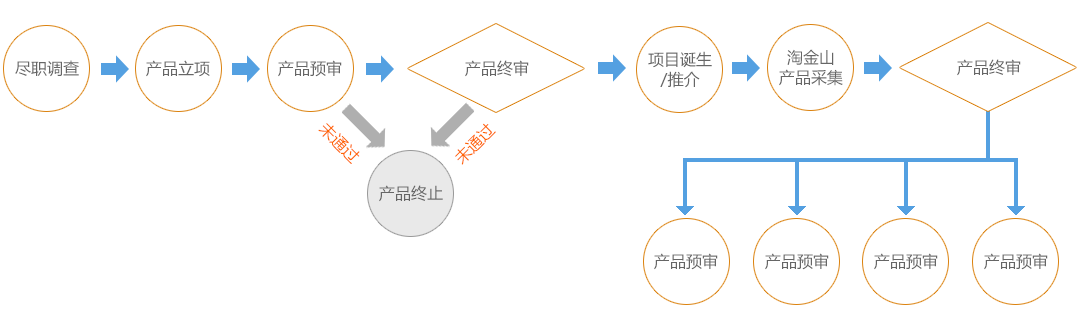 尽职调查
产品立项
产品预审
产品终审
项目诞生
/推介
淘金山
产品采集
产品终审
未通过
未通过
产品终止
产品预审
产品预审
产品预审
产品预审